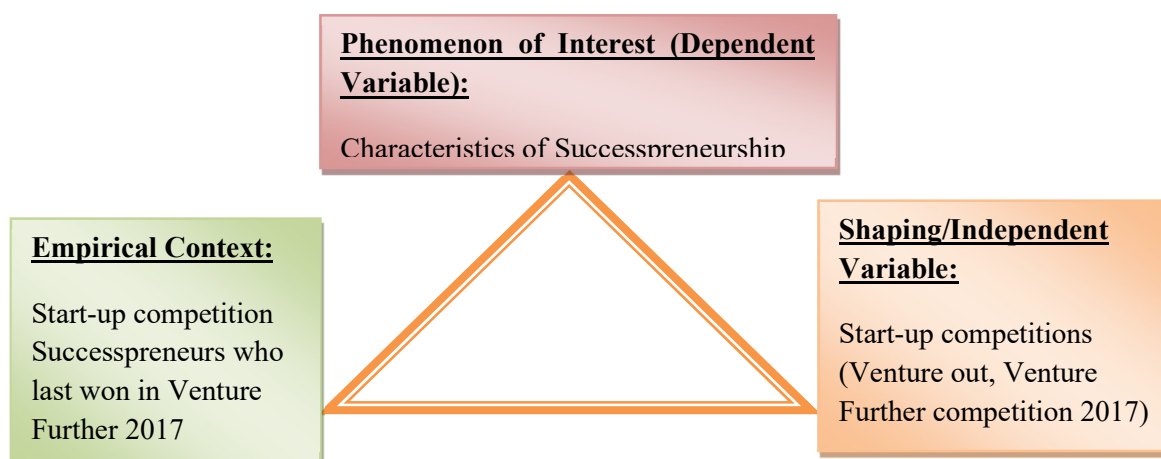 Phenomenon of Interest (Dependent
Variable):
Characteristics of Successpreneurship
Empirical Context:
Start-up competition
Successpreneurs who
last won in Venture
Further 2017
Shaping/Independent
Variable:
Start-up competitions
(Venture out, Venture
Further competition 2017)